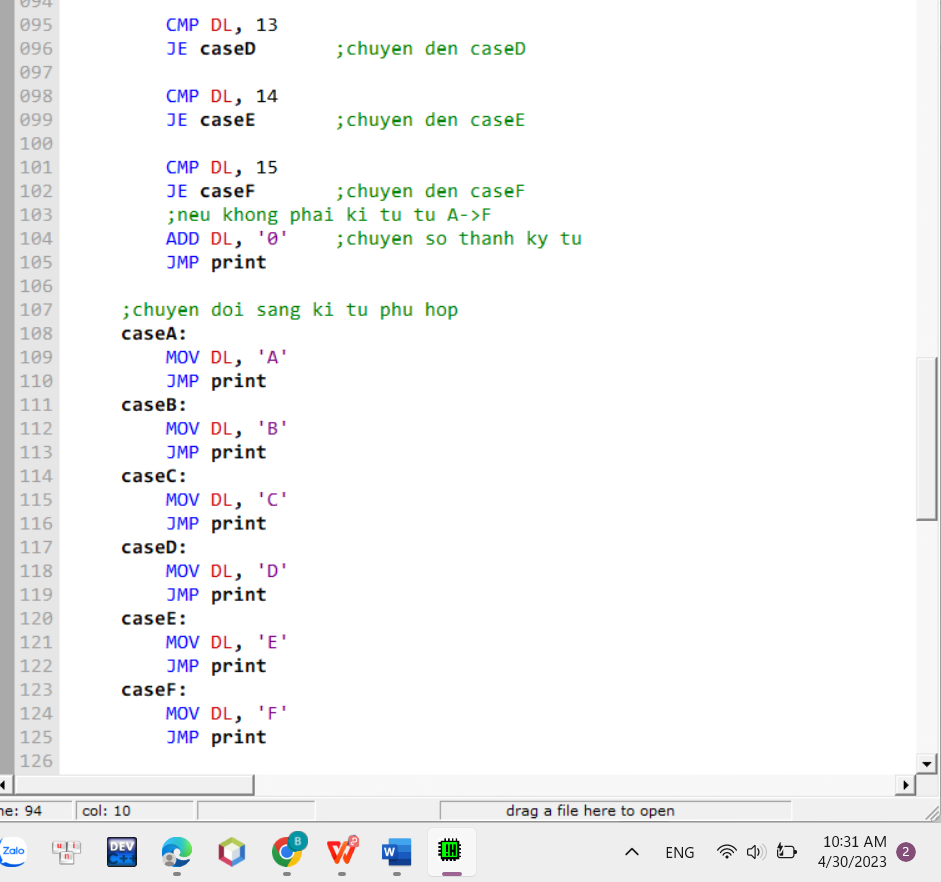 094
095 CMP DL, 13
096 JE caseD ;chuyen den caseD
097
098 CMP DL, 14
099 JE caseE ;chuyen den caseE
100
101 CMP DL, 15
102 JE caseF ;chuyen den caseF
103 ;neu khong phai ki tu tu A->F
104 ADD DL, '0' ;chuyen so thanh ky tu
105 JMP print
106
107 ;chuyen doi sang ki tu phu hop
108 caseA:
109 MOV DL, 'A'
110 JMP print
111 caseB:
112 MOV DL, 'B'
113 JMP print
114 caseC:
115 MOV DL, 'C'
116 JMP print
117 caseD:
118 MOV DL, 'D'
119 JMP print
120 caseE:
121 MOV DL, 'E'
122 JMP print
123 caseF:
124 MOV DL, 'F'
125 JMP print
126
ne: 94 col: 10 drag a file here to open
Zalo DEV C++ B W W ENG 10:31 AM
4/30/2023 2